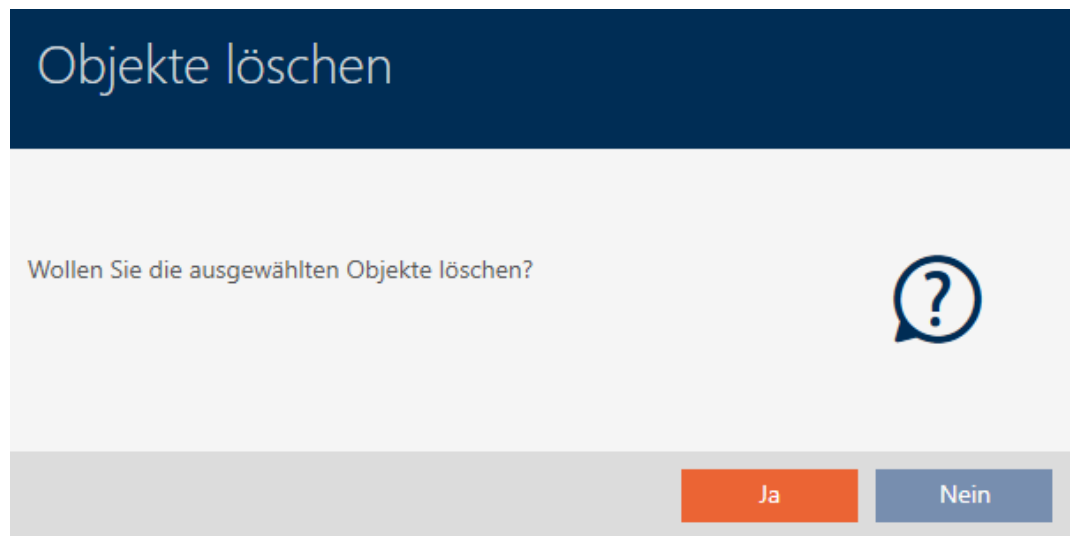 Objekte löschen
Wollen Sie die ausgewählten Objekte löschen?
?
Ja
Nein